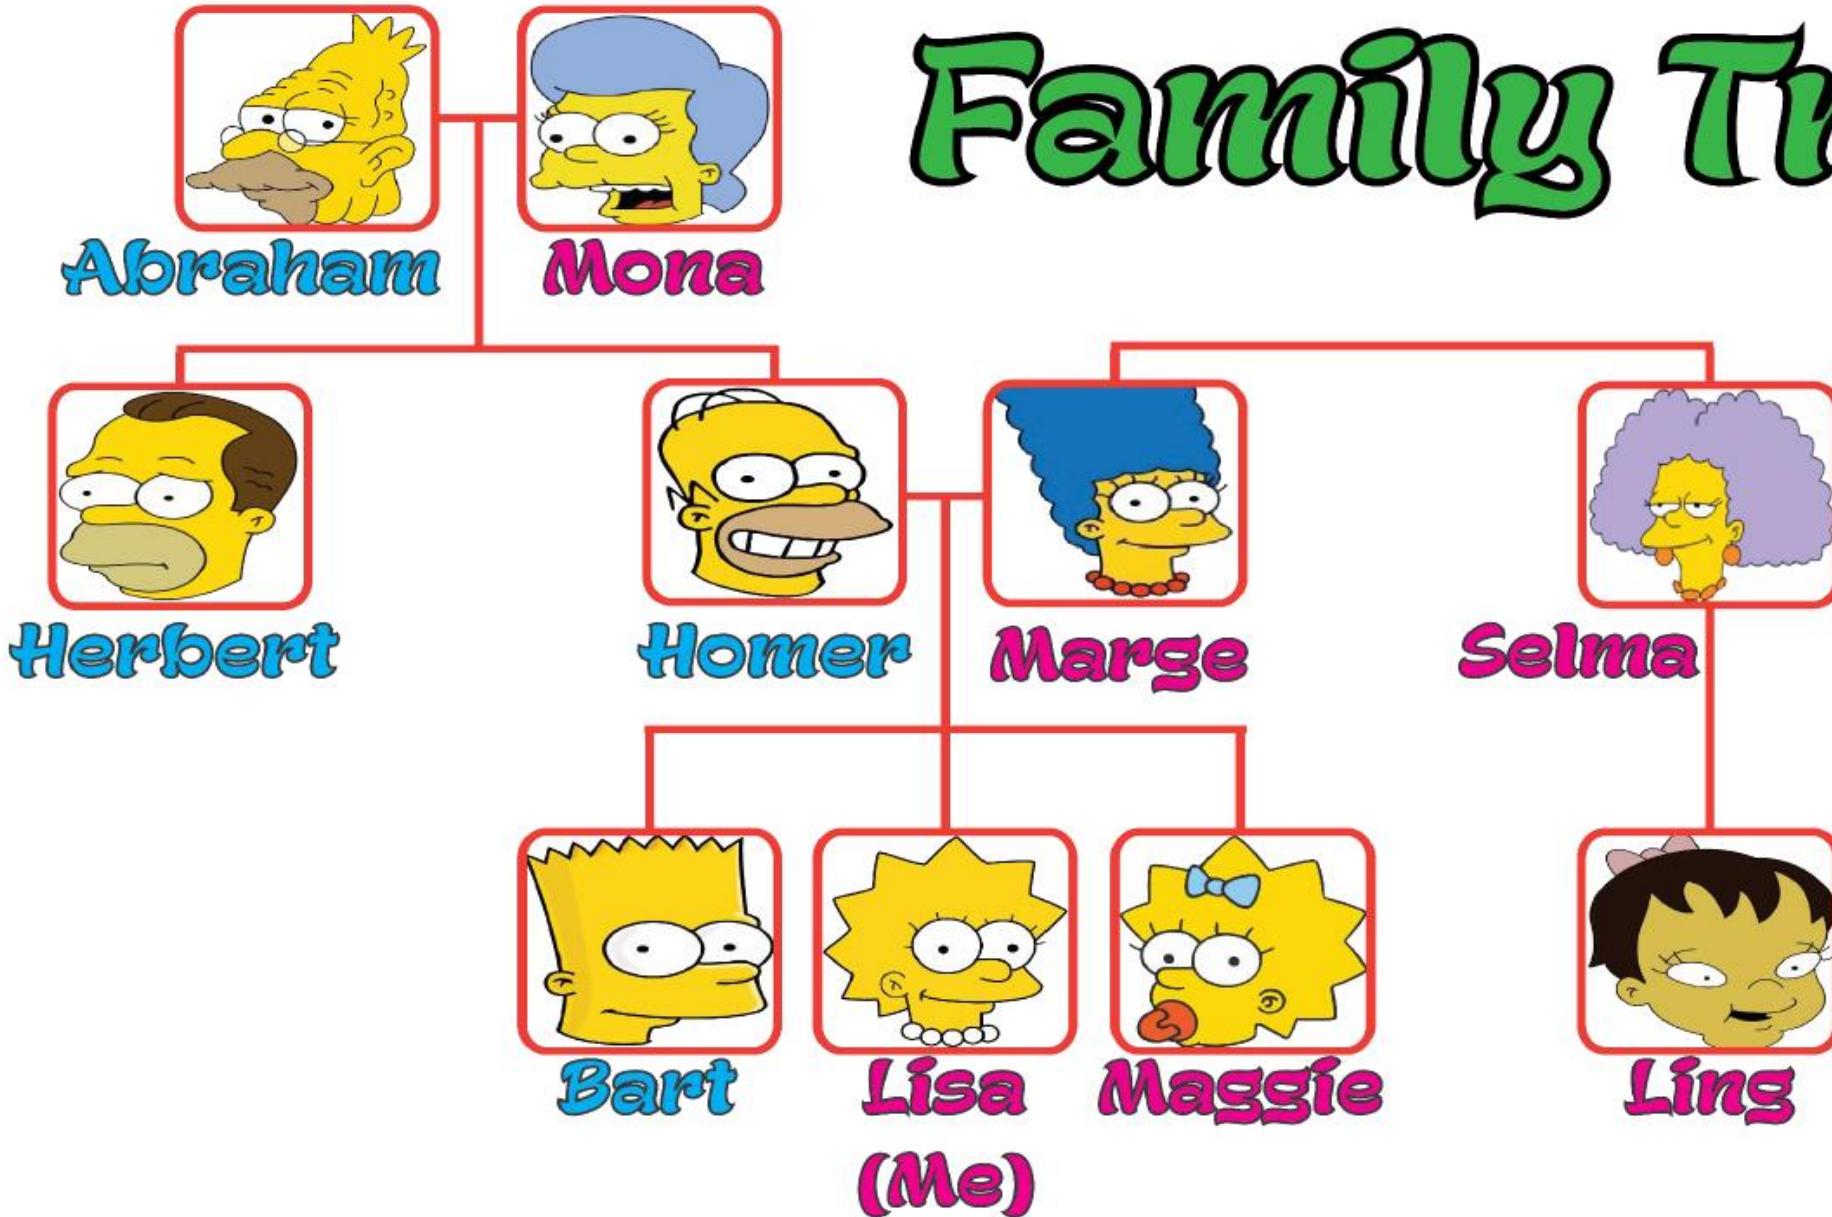 Family Tr
Abraham Mona
Herbert Homer Marge Selma
Bart Lisa Maggie Ling
(Me)